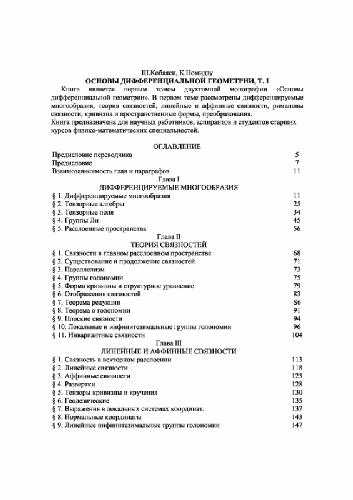 Ш.Кобаяси, К.Номидзу
ОСНОВЫ ДИФФЕРЕНЦИАЛЬНОЙ ГЕОМЕТРИИ, Т. I
Книга является первым томом двухтомной монографии «Основы
дифференциальной геометрии». В первом томе рассмотрены дифференцируемые
многообразия, теория связностей, линейные и аффинные связности, римановы
связности, кривизна и пространственные формы, преобразования.
Книга предназначена для научных работников, аспирантов и студентов старших
курсов физико-математических специальностей.
ОГЛАВЛЕНИЕ
Предисловие переводчика 5
Предисловие 7
Взаимозависимость глав и параграфов 11
Глава I
ДИФФЕРЕНЦИРУЕМЫЕ МНОГООБРАЗИЯ
§ 1. Дифференцируемые многообразия 11
§ 2. Тензорные алгебры 25
§ 3. Тензорные поля 34
§ 4. Группы Ли 45
§ 5. Расслоенные пространства 56
Глава II
ТЕОРИЯ СВЯЗНОСТЕЙ
§ 1. Связности в главном расслоенном пространстве 68
§ 2. Существование и продолжение связностей 71
§ 3. Параллелизм 73
§ 4. Группы голономии 75
§ 5. Форма кривизны и структурное уравнение 79
§ 6. Отображения связностей 83
§ 7. Теорема редукции 86
§ 8. Теорема о голономии 91
§ 9. Плоские связности 94
§ 10. Локальные и инфинитезимальные группы голономии 96
§ 11. Инвариантные связности 104
Глава III
ЛИНЕЙНЫЕ И АФФИННЫЕ СВЯЗНОСТИ
§ 1. Связность в векторном расслоении 113
§ 2. Линейные связности 118
§ 3. Аффинные связности 123
§ 4. Развертки 128
§ 5. Тензоры кривизны и кручения 130
§ 6. Геодезические 135
§ 7. Выражения в локальных системах координат. 137
§ 8. Нормальные координаты 143
§ 9. Линейные инфинитезимальные группы голономии 147